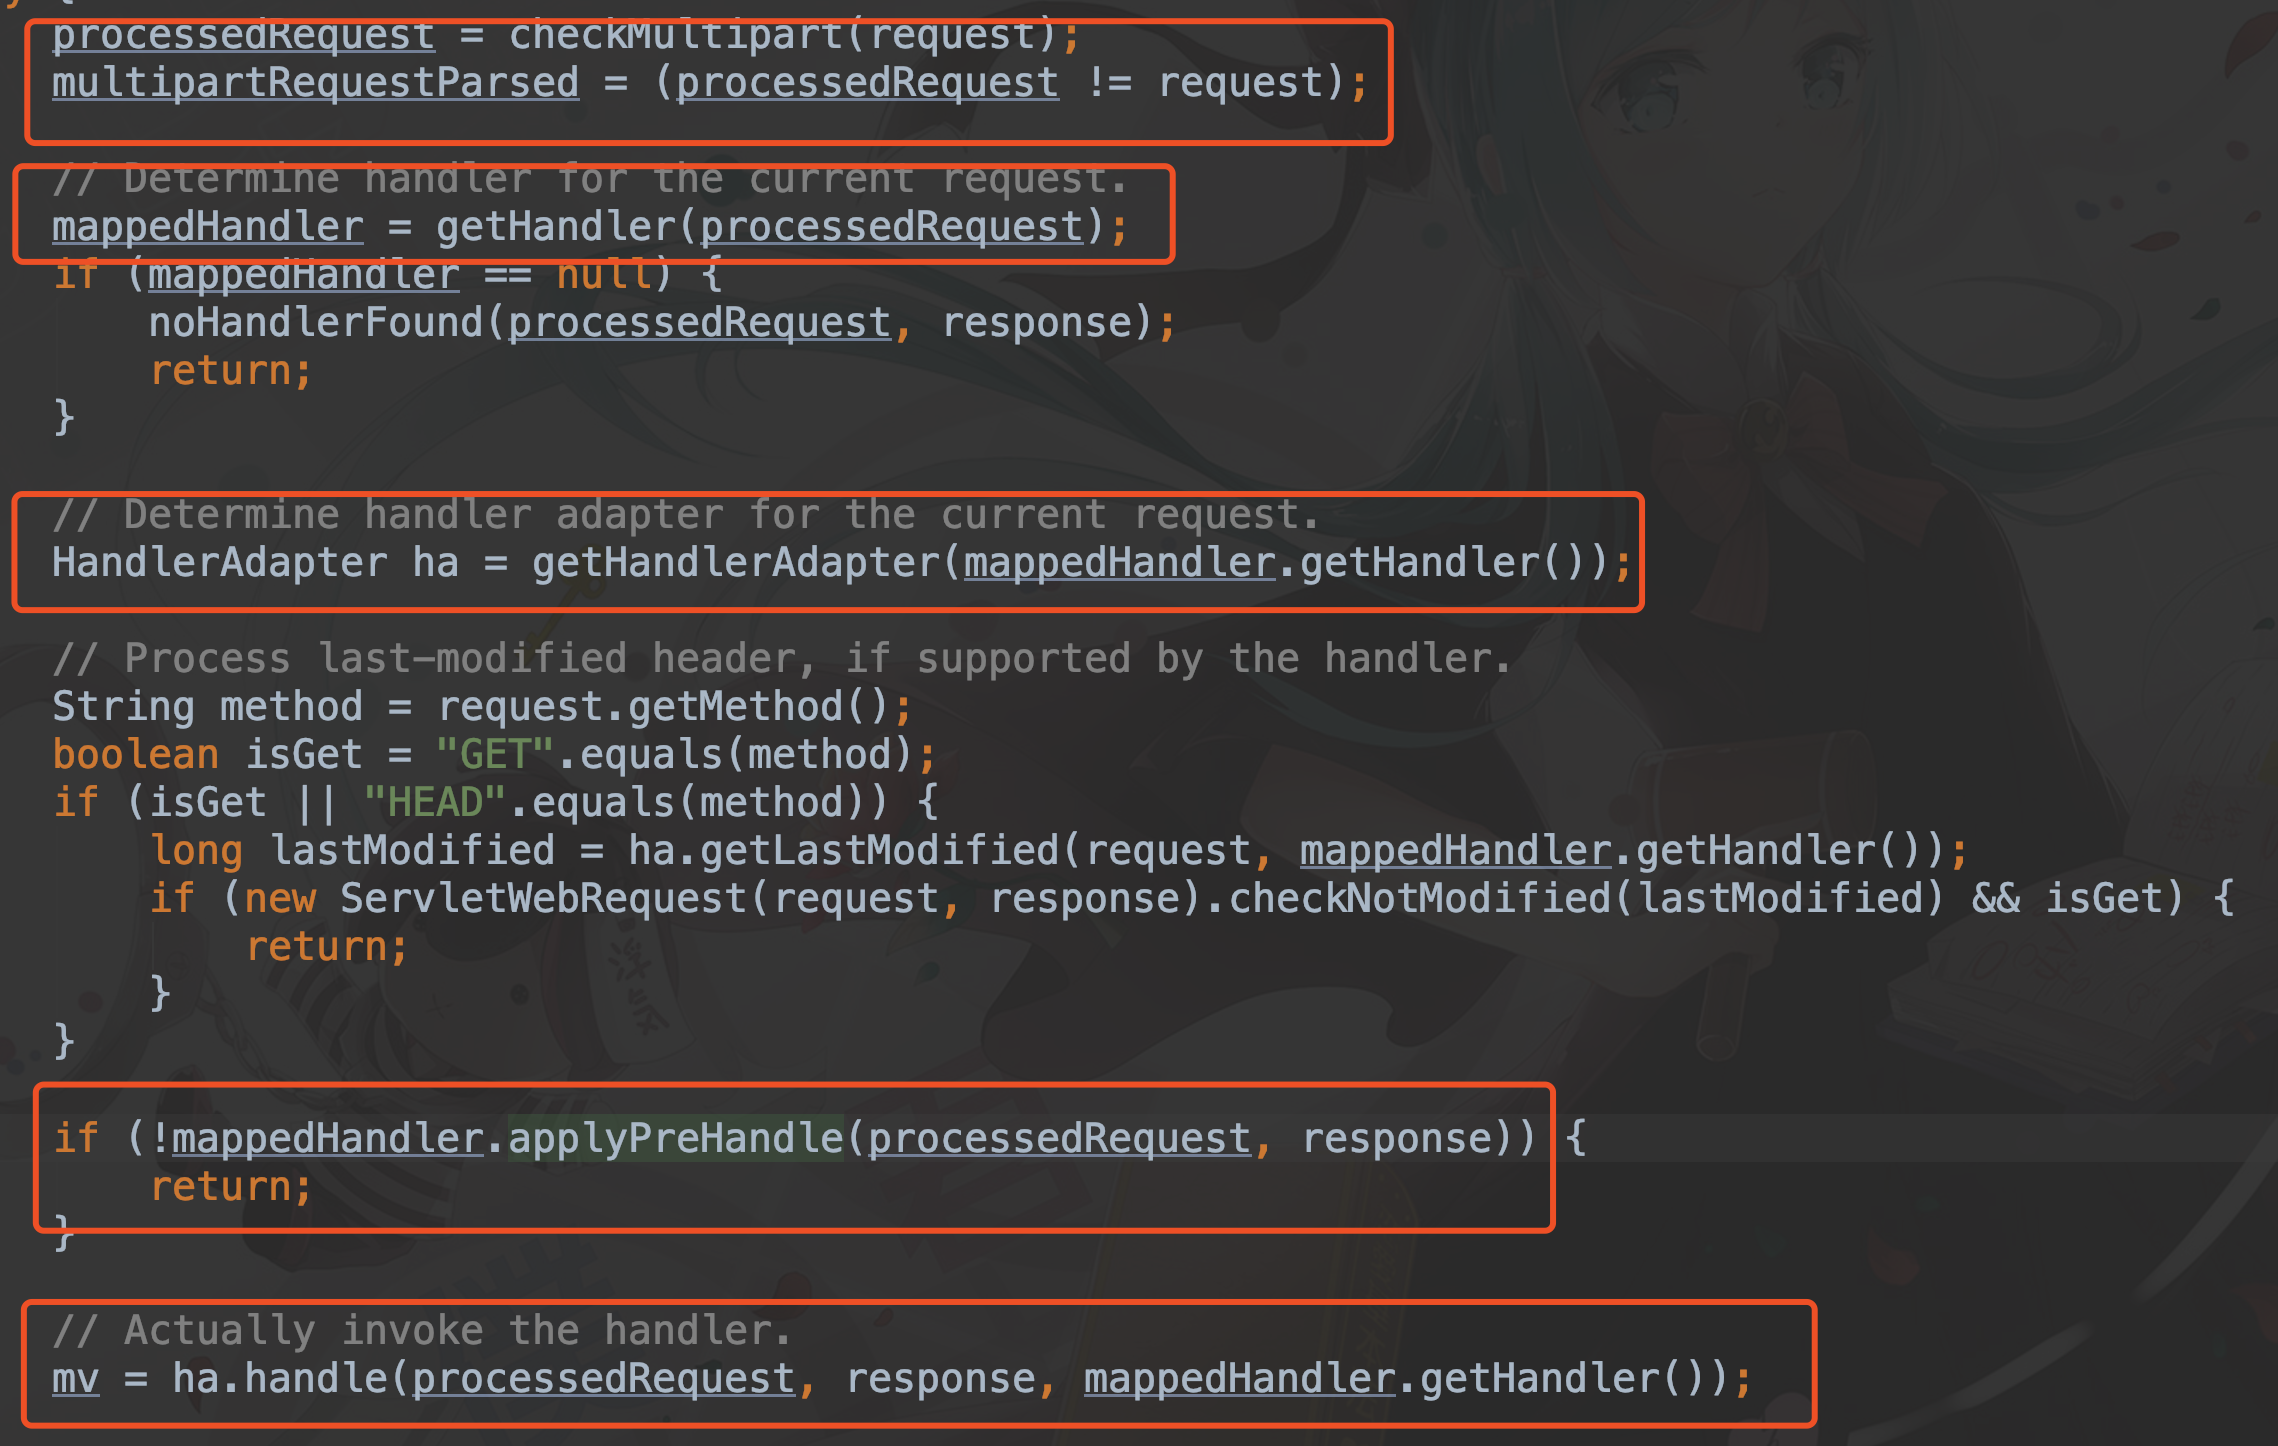 y {
processedRequest = checkMultipart(request);
multipartRequestParsed = (processedRequest != request);
// Determine handler for the current request.
mappedHandler = getHandler(processedRequest);
if (mappedHandler == null) {
noHandlerFound(processedRequest, response);
return;
}
// Determine handler adapter for the current request.
HandlerAdapter ha = getHandlerAdapter(mappedHandler.getHandler());
// Process last-modified header, if supported by the handler.
String method = request.getMethod();
boolean isGet = "GET".equals(method);
if (isGet || "HEAD".equals(method)) {
long lastModified = ha.getLastModified(request, mappedHandler.getHandler());
if (new ServletWebRequest(request, response).checkNotModified(lastModified) && isGet) {
return;
}
}
if (!mappedHandler.applyPreHandle(processedRequest, response)) {
return;
}
// Actually invoke the handler.
mv = ha.handle(processedRequest, response, mappedHandler.getHandler());